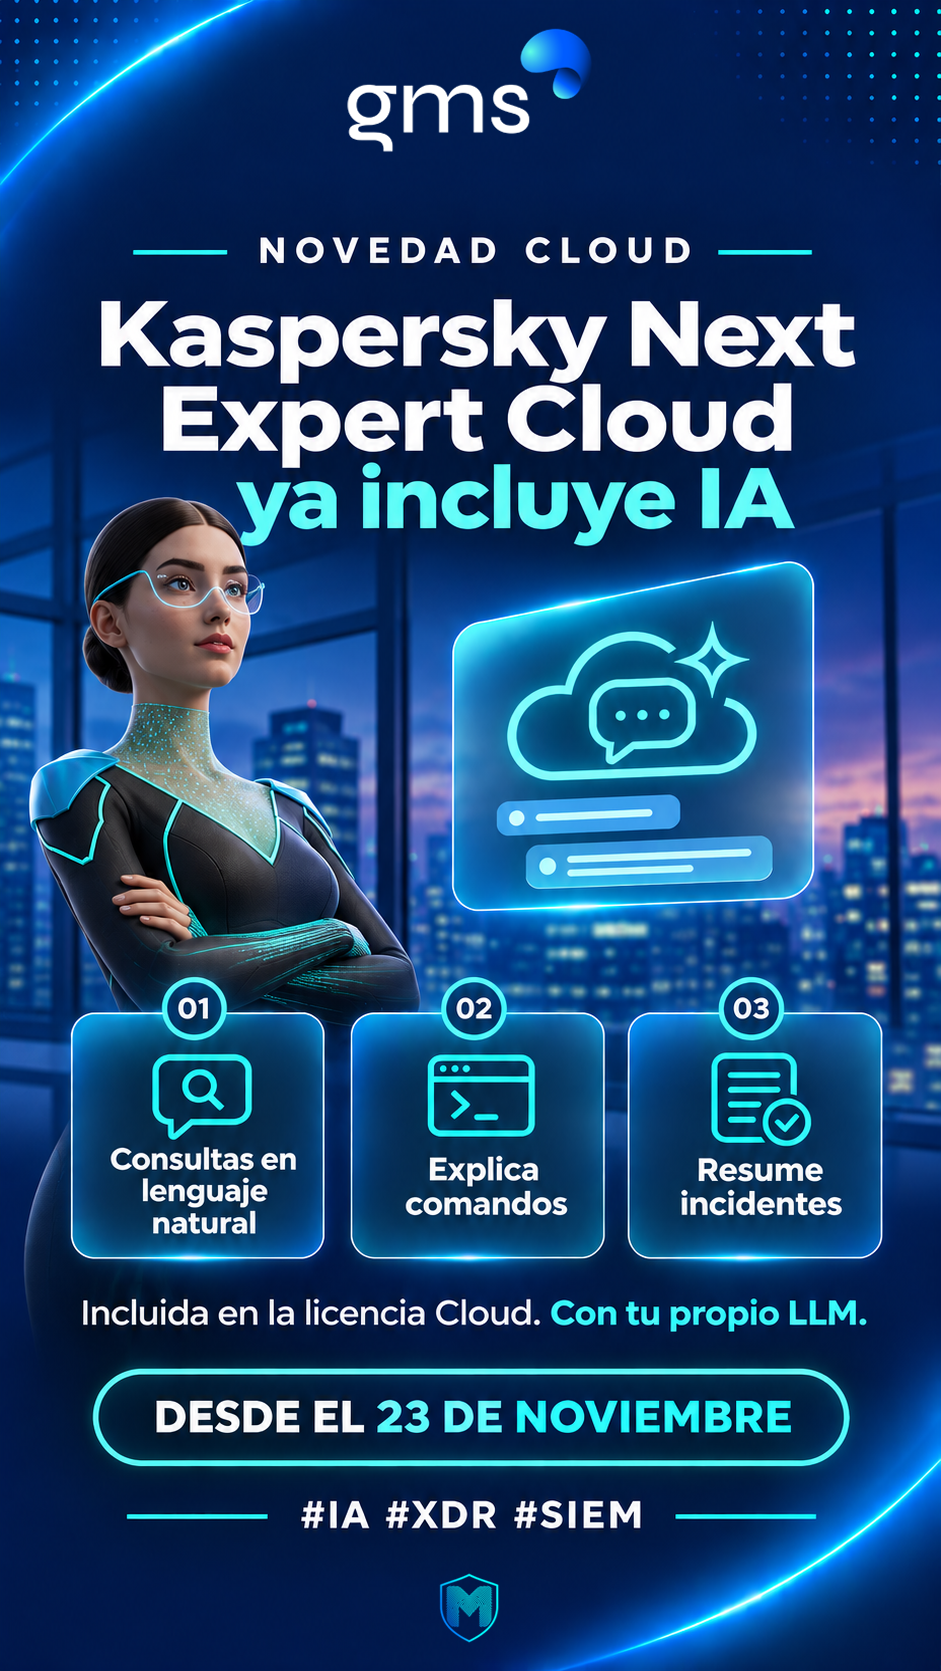 gms
NOVEDAD CLOUD
Kaspersky Next
Expert Cloud
ya incluye IA
01
02
03
Consultas en
lenguaje
natural
Explica
comandos
Resume
incidentes
Incluida en la licencia Cloud. Con tu propio LLM.
DESDE EL 23 DE NOVIEMBRE
#IA #XDR #SIEM
M